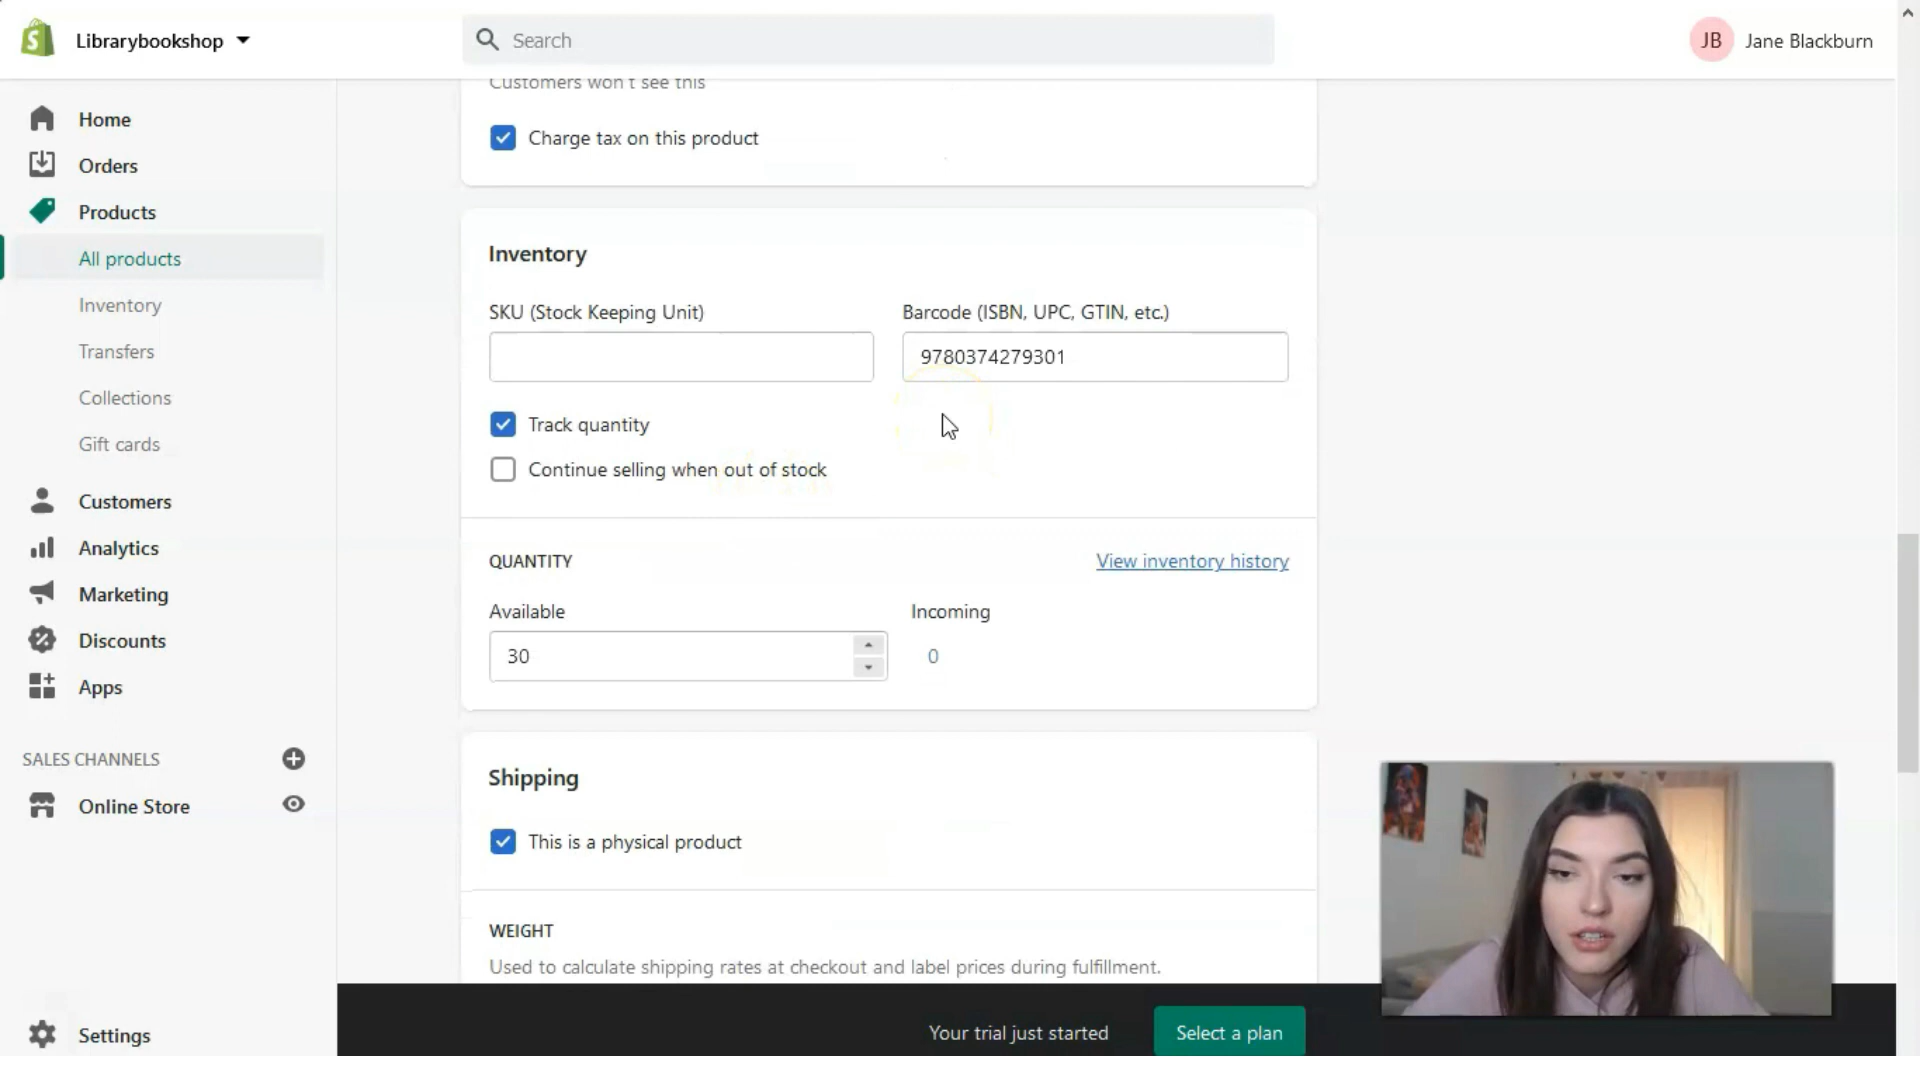 Librarybookshop
Search
JB Jane Blackburn
Home
Orders
Products
All products
Inventory
Transfers
Collections
Gift cards
Customers
Analytics
Marketing
Discounts
Apps
SALES CHANNELS
Online Store
Settings
Customers won't see this
Charge tax on this product
Inventory
SKU (Stock Keeping Unit)
Barcode (ISBN, UPC, GTIN, etc.)
9780374279301
Track quantity
Continue selling when out of stock
QUANTITY
View inventory history
Available
Incoming
30
0
Shipping
This is a physical product
WEIGHT
Used to calculate shipping rates at checkout and label prices during fulfillment.
Your trial just started
Select a plan